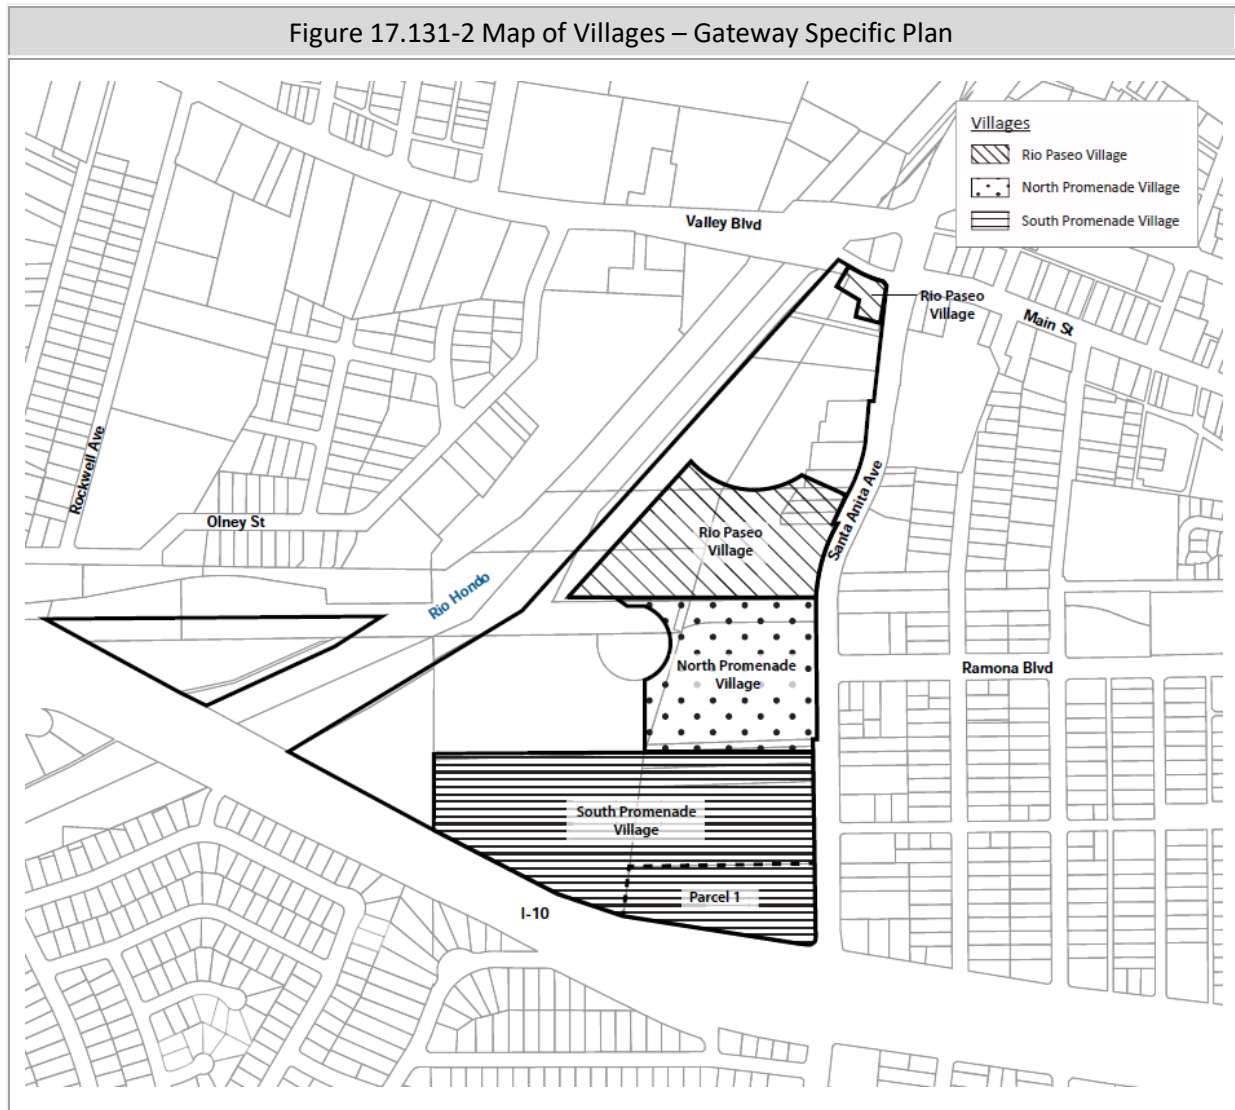 Figure 17.131-2 Map of Villages – Gateway Specific Plan
Villages
Rio Paseo Village
North Promenade Village
South Promenade Village
Valley Blvd
Rio Paseo
Village
Main St
Rockwell Ave
Olney St
Santa Anita Ave
Rio Paseo
Village
Rio Hondo
North Promenade
Village
Ramona Blvd
South Promenade
Village
Parcel 1
I-10